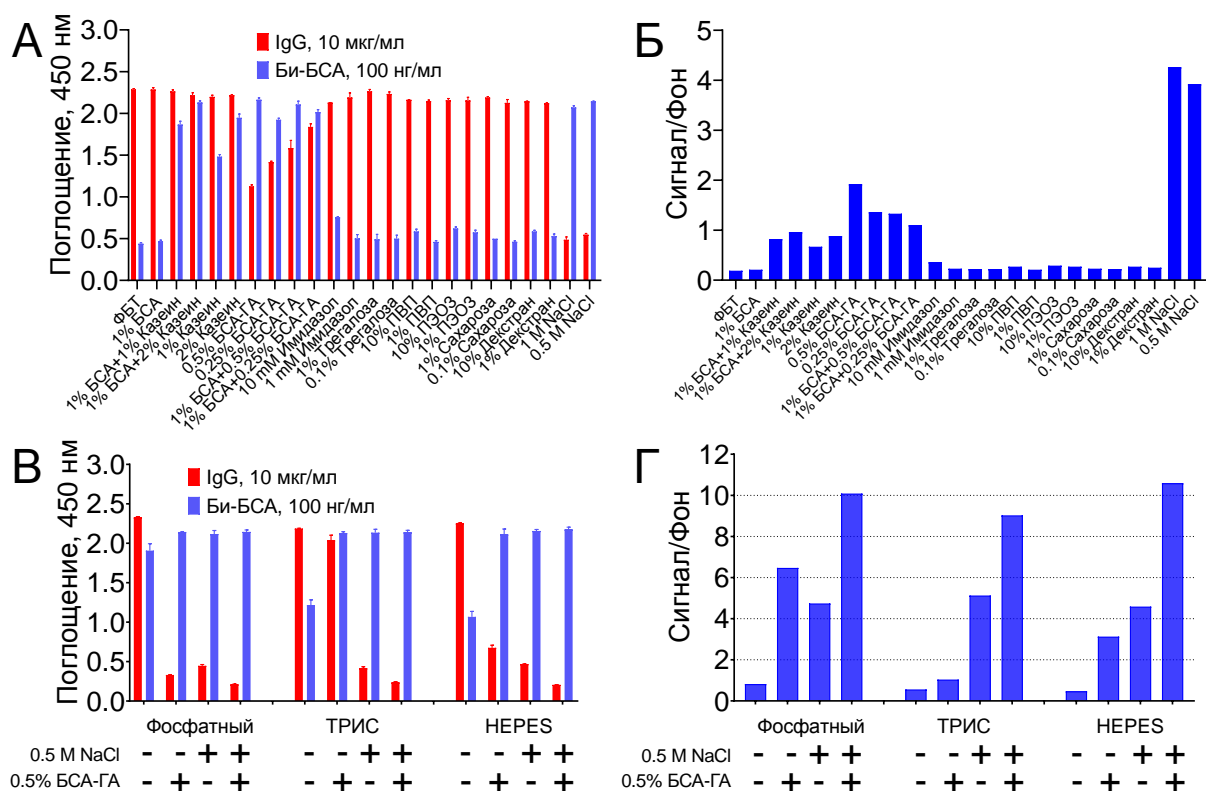 А
Поглощение, 450 нм
3.0
2.5
2.0
1.5
1.0
0.5
0.0
IgG, 10 мкг/мл
Би-БСА, 100 нг/мл
ФБТ
1% БСА
1% БСА+1% Казеин
1% БСА+2% Казеин
1% Казеин
2% Казеин
0.5% БСА-ГА
0.25% БСА-ГА
1% БСА+0.5% БСА-ГА
1% БСА+0.25% БСА-ГА
10 mM Имидазол
1 mM Имидазол
1% Трегалоза
0.1% Трегалоза
10% ПВП
1% ПВП
10% ПЭОЗ
1% ПЭОЗ
1% Сахароза
0.1% Сахароза
10% Декстран
1% Декстран
1 M NaCl
0.5 M NaCl
Б
Сигнал/Фон
5
4
3
2
1
0
ФБТ
1% БСА
1% БСА+1% Казеин
1% БСА+2% Казеин
1% Казеин
2% Казеин
0.5% БСА-ГА
0.25% БСА-ГА
1% БСА+0.5% БСА-ГА
1% БСА+0.25% БСА-ГА
10 mM Имидазол
1 mM Имидазол
1% Трегалоза
0.1% Трегалоза
10% ПВП
1% ПВП
10% ПЭОЗ
1% ПЭОЗ
1% Сахароза
0.1% Сахароза
10% Декстран
1% Декстран
1 M NaCl
0.5 M NaCl
В
Поглощение, 450 нм
3.0
2.5
2.0
1.5
1.0
0.5
0.0
IgG, 10 мкг/мл
Би-БСА, 100 нг/мл
Фосфатный ТРИС HEPES
0.5 M NaCl - - + + - - + + - - + +
0.5% БСА-ГА - + - + - + - + - + - +
Г
Сигнал/Фон
12
10
8
6
4
2
0
Фосфатный ТРИС HEPES
0.5 M NaCl - - + + - - + + - - + +
0.5% БСА-ГА - + - + - + - + - + - +